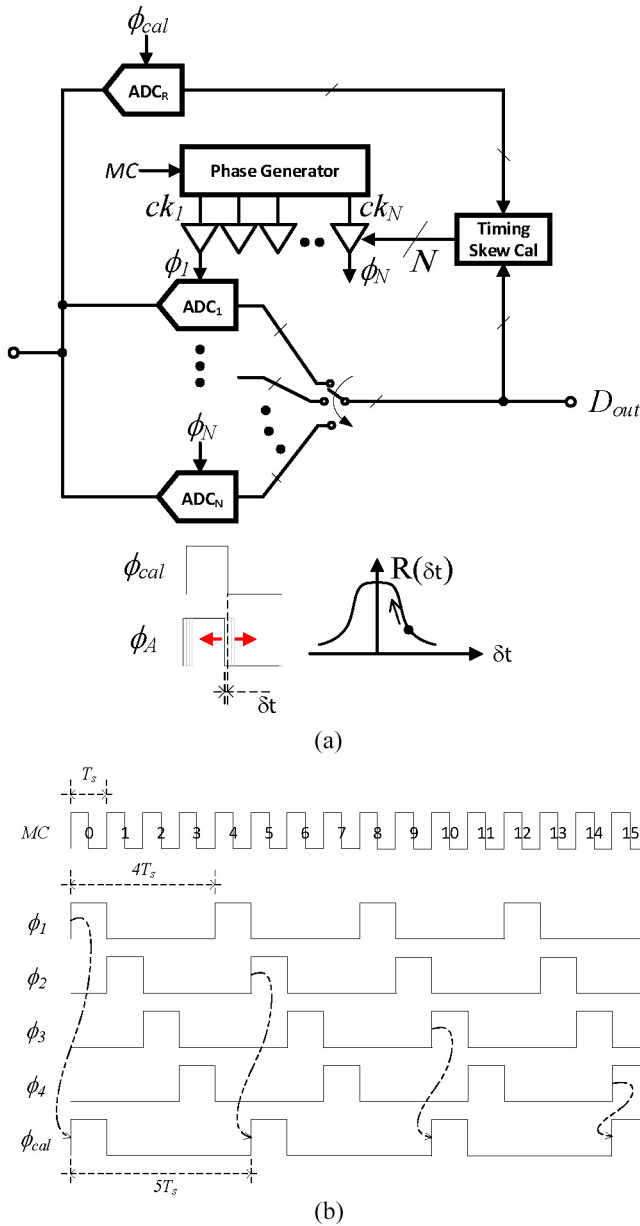 ϕcal
ADCR
MC
Phase Generator
ck1
ckN
Timing
Skew Cal
N
ϕ1
ϕN
ADC1
Dout
ϕN
ADCN
ϕcal
R(δt)
ϕA
δt
δt
(a)
Ts
MC 0 1 2 3 4 5 6 7 8 9 10 11 12 13 14 15
4Ts
ϕ1
ϕ2
ϕ3
ϕ4
ϕcal
5Ts
(b)